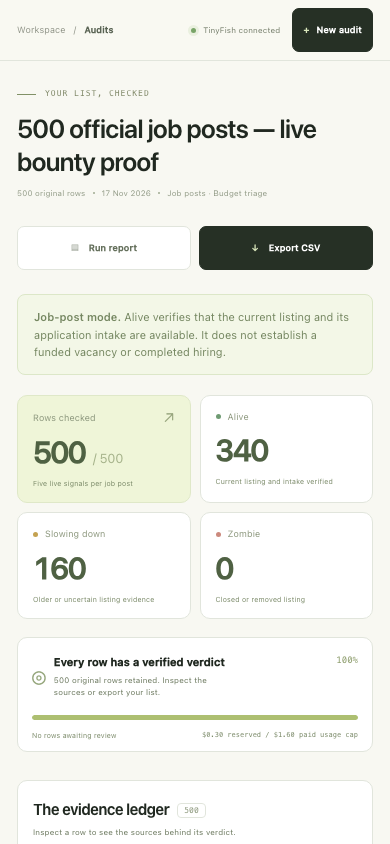 Workspace / Audits
TinyFish connected
+ New audit
YOUR LIST, CHECKED
500 official job posts — live
bounty proof
500 original rows • 17 Nov 2026 • Job posts · Budget triage
Run report
↓ Export CSV
Job-post mode. Alive verifies that the current listing and its
application intake are available. It does not establish a
funded vacancy or completed hiring.
Rows checked
500 / 500
Five live signals per job post
Alive
340
Current listing and intake verified
Slowing down
160
Older or uncertain listing evidence
Zombie
0
Closed or removed listing
Every row has a verified verdict
100%
500 original rows retained. Inspect the
sources or export your list.
No rows awaiting review
$0.30 reserved / $1.60 paid usage cap
The evidence ledger 500
Inspect a row to see the sources behind its verdict.